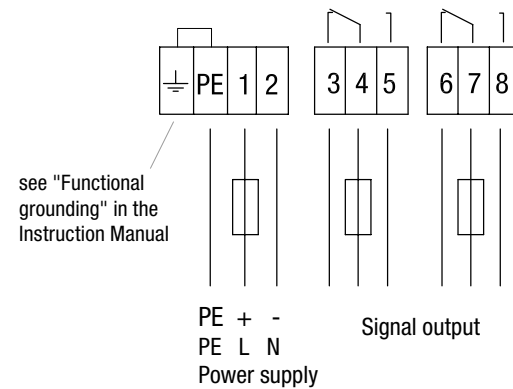 PE 1 2 3 4 5 6 7 8
see "Functional
grounding" in the
Instruction Manual
PE + -
PE L N
Power supply
Signal output